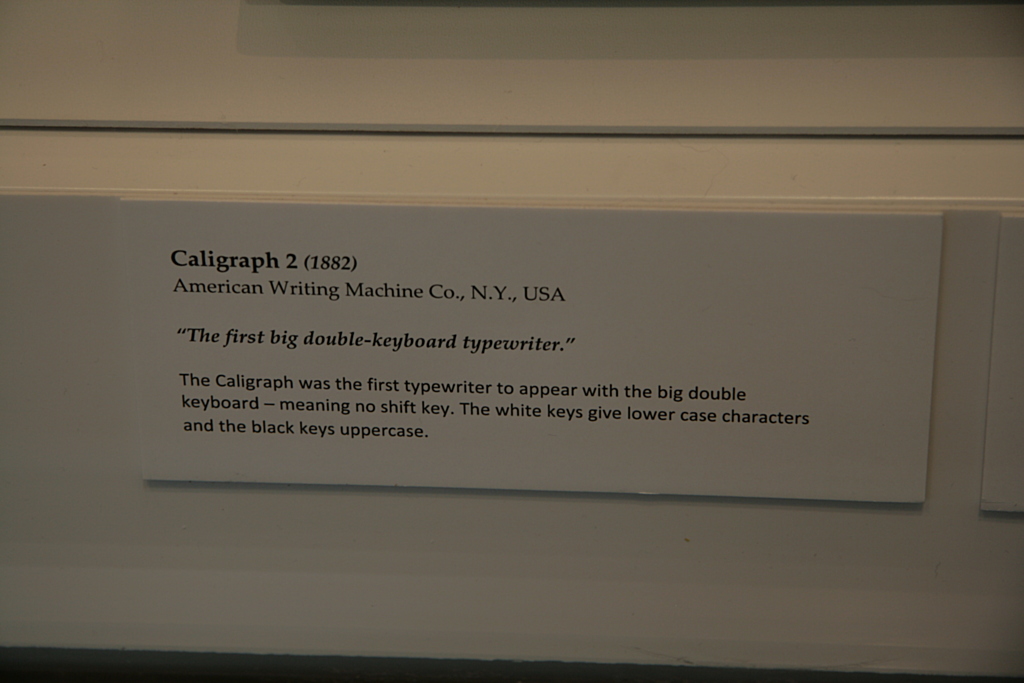 Caligraph 2 (1882)
American Writing Machine Co., N.Y., USA
“The first big double-keyboard typewriter.”
The Caligraph was the first typewriter to appear with the big double
keyboard – meaning no shift key. The white keys give lower case characters
and the black keys uppercase.